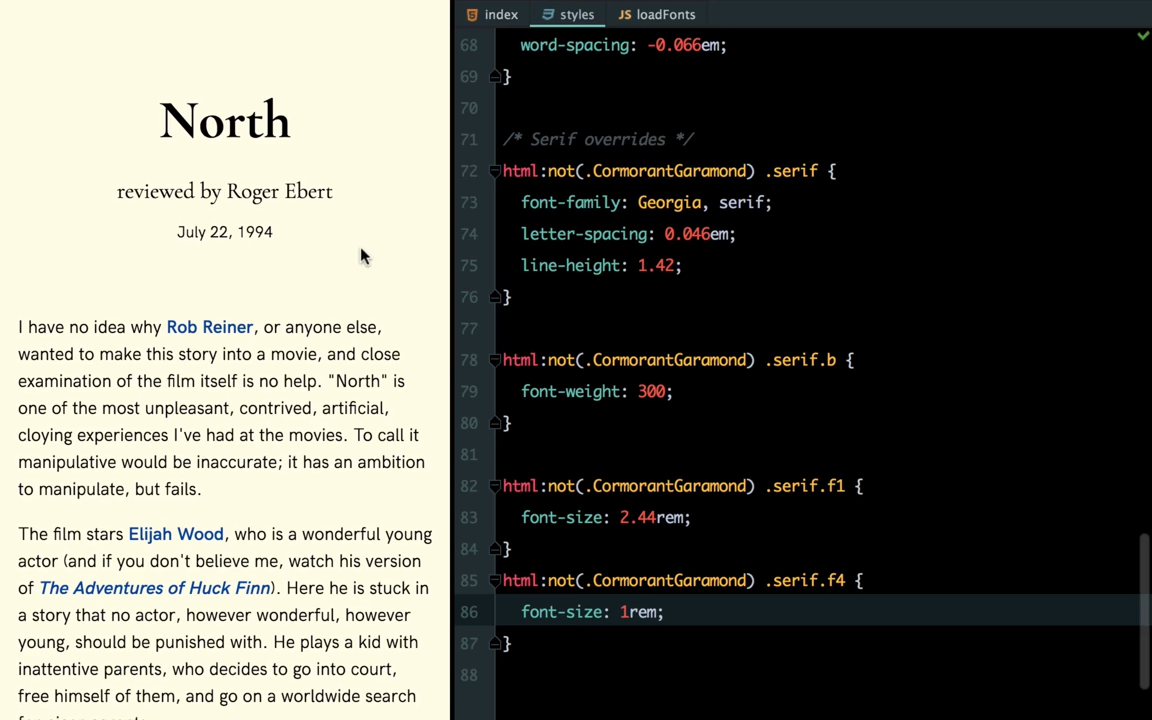 North
reviewed by Roger Ebert
July 22, 1994
I have no idea why Rob Reiner, or anyone else,
wanted to make this story into a movie, and close
examination of the film itself is no help. "North" is
one of the most unpleasant, contrived, artificial,
cloying experiences I've had at the movies. To call it
manipulative would be inaccurate; it has an ambition
to manipulate, but fails.
The film stars Elijah Wood, who is a wonderful young
actor (and if you don't believe me, watch his version
of The Adventures of Huck Finn). Here he is stuck in
a story that no actor, however wonderful, however
young, should be punished with. He plays a kid with
inattentive parents, who decides to go into court,
free himself of them, and go on a worldwide search
index
styles
JS loadFonts
68 word-spacing: -0.066em;
69 }
70
71 /* Serif overrides */
72 html:not(.CormorantGaramond) .serif {
73 font-family: Georgia, serif;
74 letter-spacing: 0.046em;
75 line-height: 1.42;
76 }
77
78 html:not(.CormorantGaramond) .serif.b {
79 font-weight: 300;
80 }
81
82 html:not(.CormorantGaramond) .serif.f1 {
83 font-size: 2.44rem;
84 }
85 html:not(.CormorantGaramond) .serif.f4 {
86 font-size: 1rem;
87 }
88